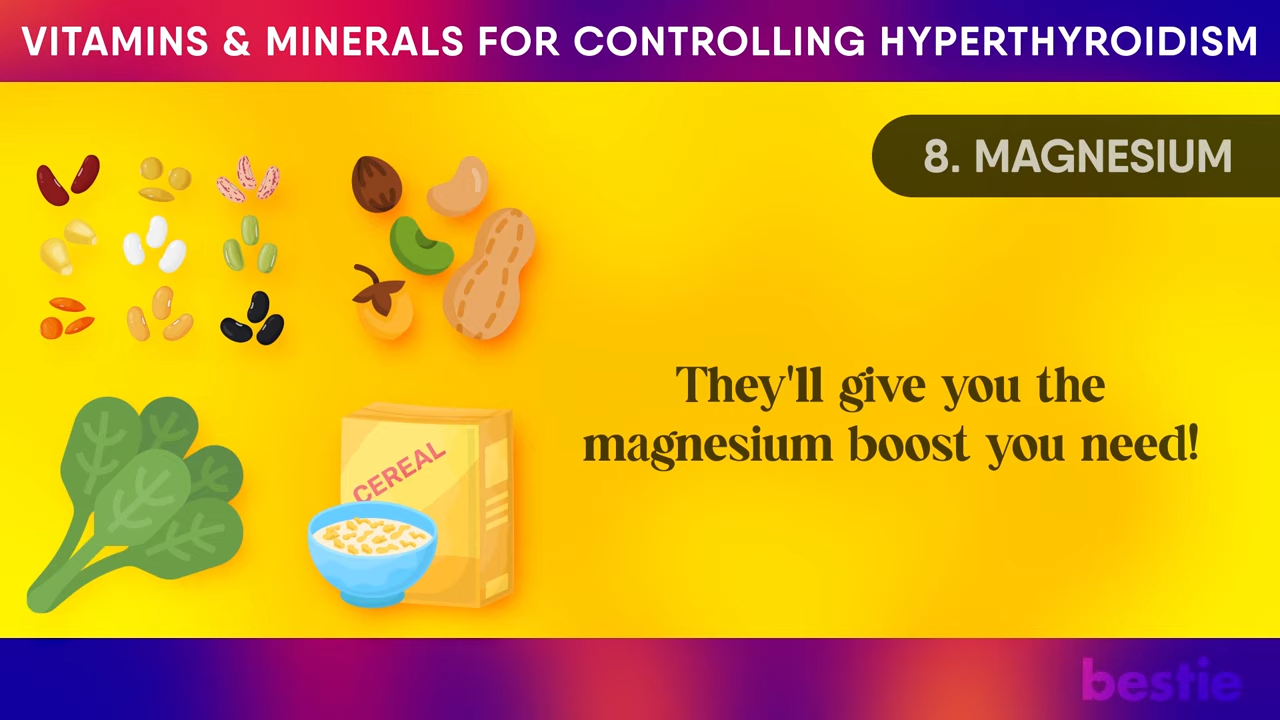 VITAMINS & MINERALS FOR CONTROLLING HYPERTHYROIDISM
8. MAGNESIUM
They'll give you the
magnesium boost you need!
CEREAL
bestie